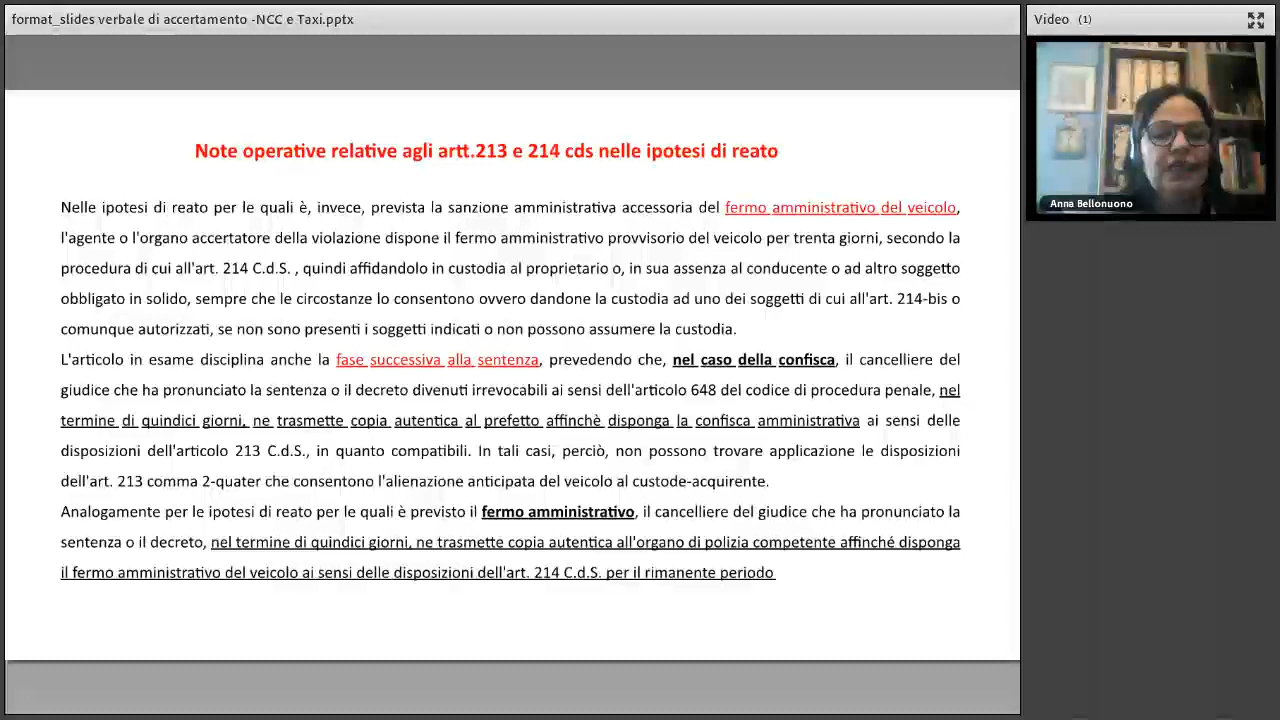 format_slides verbale di accertamento -NCC e Taxi.pptx
Video (1)
Anna Bellonuono
Note operative relative agli artt.213 e 214 cds nelle ipotesi di reato
Nelle ipotesi di reato per le quali è, invece, prevista la sanzione amministrativa accessoria del fermo amministrativo del veicolo,
l'agente o l'organo accertatore della violazione dispone il fermo amministrativo provvisorio del veicolo per trenta giorni, secondo la
procedura di cui all'art. 214 C.d.S. , quindi affidandolo in custodia al proprietario o, in sua assenza al conducente o ad altro soggetto
obbligato in solido, sempre che le circostanze lo consentono ovvero dandone la custodia ad uno dei soggetti di cui all'art. 214-bis o
comunque autorizzati, se non sono presenti i soggetti indicati o non possono assumere la custodia.
L'articolo in esame disciplina anche la fase successiva alla sentenza, prevedendo che, nel caso della confisca, il cancelliere del
giudice che ha pronunciato la sentenza o il decreto divenuti irrevocabili ai sensi dell'articolo 648 del codice di procedura penale, nel
termine di quindici giorni, ne trasmette copia autentica al prefetto affinchè disponga la confisca amministrativa ai sensi delle
disposizioni dell'articolo 213 C.d.S., in quanto compatibili. In tali casi, perciò, non possono trovare applicazione le disposizioni
dell'art. 213 comma 2-quater che consentono l'alienazione anticipata del veicolo al custode-acquirente.
Analogamente per le ipotesi di reato per le quali è previsto il fermo amministrativo, il cancelliere del giudice che ha pronunciato la
sentenza o il decreto, nel termine di quindici giorni, ne trasmette copia autentica all'organo di polizia competente affinché disponga
il fermo amministrativo del veicolo ai sensi delle disposizioni dell'art. 214 C.d.S. per il rimanente periodo